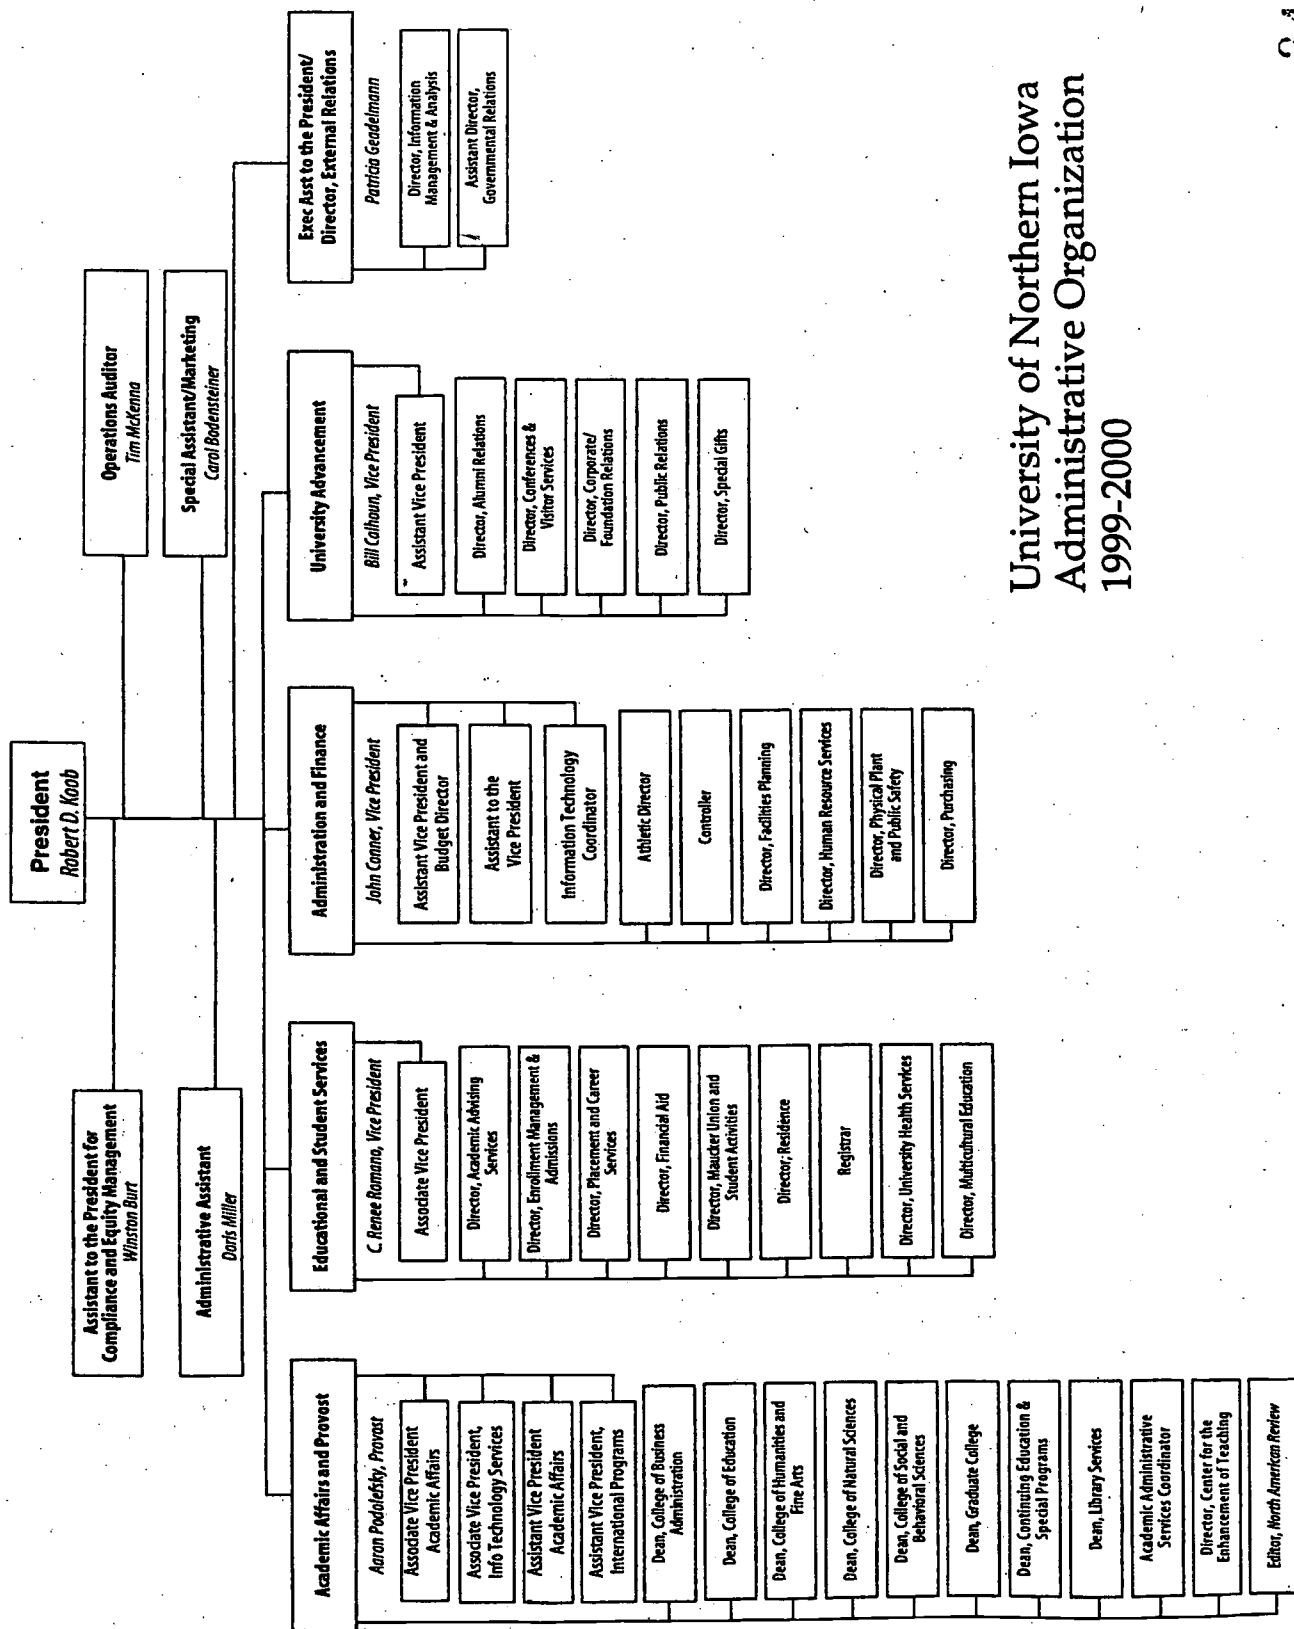 President
Robert D. Koob
Assistant to the President for
Compliance and Equity Management
Winston Burt
Operations Auditor
Tim McKenna
Administrative Assistant
Doris Miller
Special Assistant/Marketing
Carol Bodensteiner
Academic Affairs and Provost
Aaron Podolefsky, Provost
Associate Vice President
Academic Affairs
Associate Vice President,
Info Technology Services
Assistant Vice President
Academic Affairs
Assistant Vice President,
International Programs
Dean, College of Business
Administration
Dean, College of Education
Dean, College of Humanities and
Fine Arts
Dean, College of Natural Sciences
Dean, College of Social and
Behavioral Sciences
Dean, Graduate College
Dean, Continuing Education &
Special Programs
Dean, Library Services
Academic Administrative
Services Coordinator
Director, Center for the
Enhancement of Teaching
Editor, North American Review
Educational and Student Services
C. Renee Romano, Vice President
Associate Vice President
Director, Academic Advising
Services
Director, Enrollment Management &
Admissions
Director, Placement and Career
Services
Director, Financial Aid
Director, Maucker Union and
Student Activities
Director, Residence
Registrar
Director, University Health Services
Director, Multicultural Education
Administration and Finance
John Conner, Vice President
Assistant Vice President and
Budget Director
Assistant to the
Vice President
Information Technology
Coordinator
Athletic Director
Controller
Director, Facilities Planning
Director, Human Resource Services
Director, Physical Plant
and Public Safety
Director, Purchasing
University Advancement
Bill Calhoun, Vice President
Assistant Vice President
Director, Alumni Relations
Director, Conferences &
Visitor Services
Director, Corporate/
Foundation Relations
Director, Public Relations
Director, Special Gifts
Exec Asst to the President/
Director, External Relations
Patricia Geadelmann
Director, Information
Management & Analysis
Assistant Director,
Governmental Relations
University of Northern Iowa
Administrative Organization
1999-2000